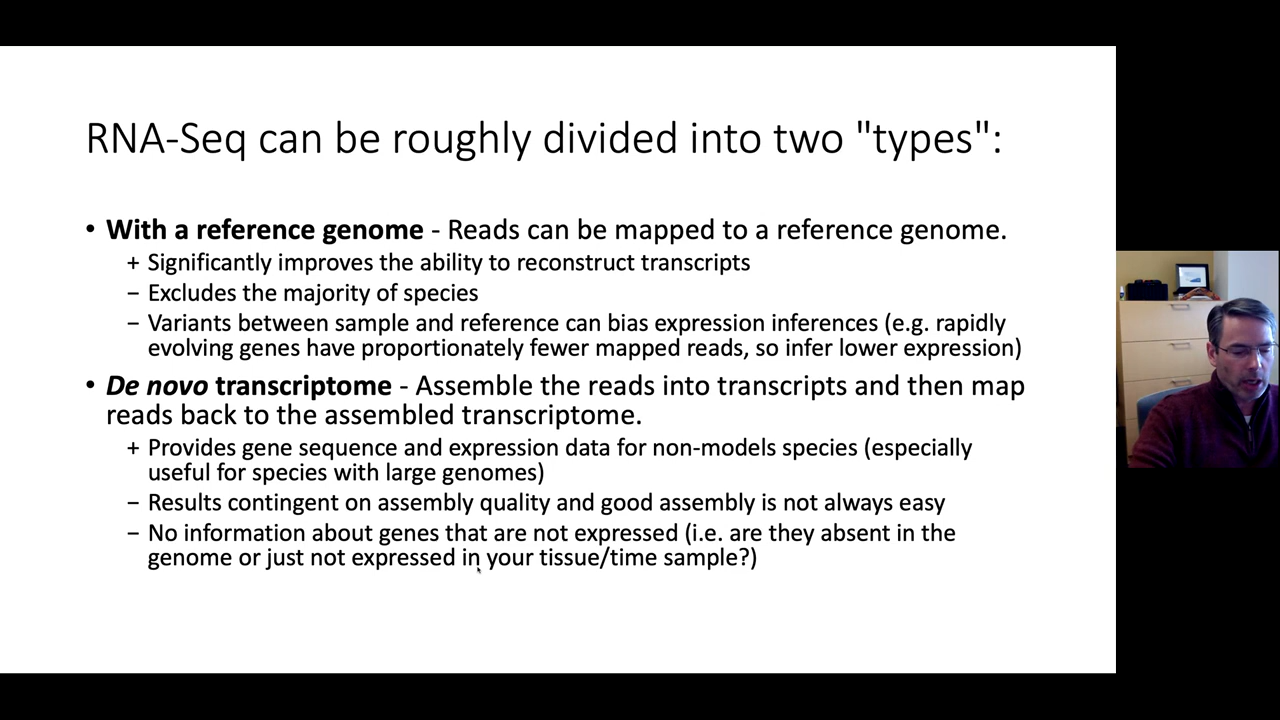 RNA-Seq can be roughly divided into two "types":
• With a reference genome - Reads can be mapped to a reference genome.
+ Significantly improves the ability to reconstruct transcripts
− Excludes the majority of species
− Variants between sample and reference can bias expression inferences (e.g. rapidly
evolving genes have proportionately fewer mapped reads, so infer lower expression)
• De novo transcriptome - Assemble the reads into transcripts and then map
reads back to the assembled transcriptome.
+ Provides gene sequence and expression data for non-models species (especially
useful for species with large genomes)
− Results contingent on assembly quality and good assembly is not always easy
− No information about genes that are not expressed (i.e. are they absent in the
genome or just not expressed in your tissue/time sample?)